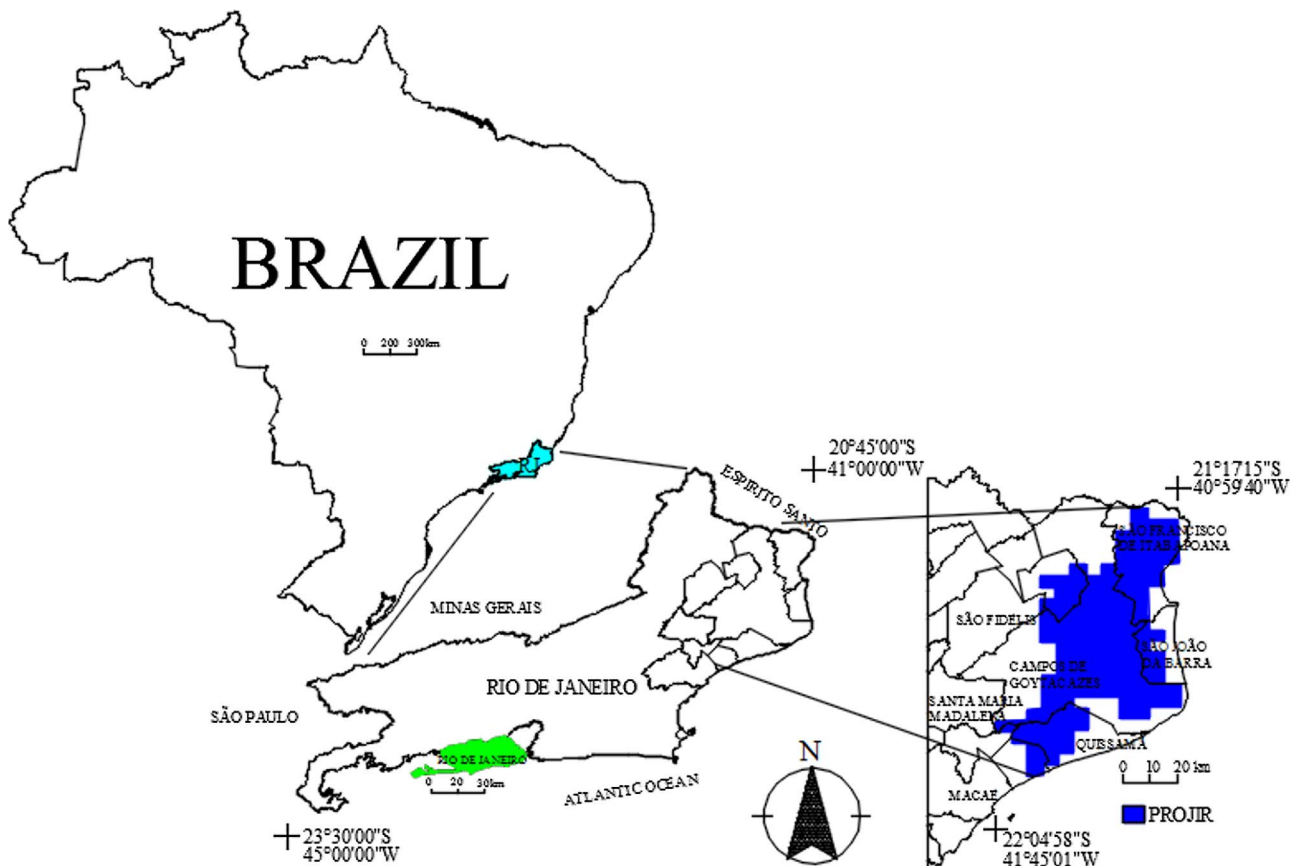 BRAZIL
0 200 300km
RJ
20°45'00"S
41°00'00"W
ESPIRITO SANTO
21°17'15"S
40°59'40"W
SÃO FRANCISCO
DE ITABAPOANA
MINAS GERAIS
SÃO FIDELIS
SÃO JOÃO
DA BARRA
CAMPOS DE
GOYTACAZES
RIO DE JANEIRO
SANTA MARIA
MADALENA
SÃO PAULO
QUISSAMÃ
RIO DE JANEIRO
0 20 30km
ATLANTIC OCEAN
N
0 10 20 km
MACAE
PROJIR
23°30'00"S
45°00'00"W
22°04'58"S
41°45'01"W